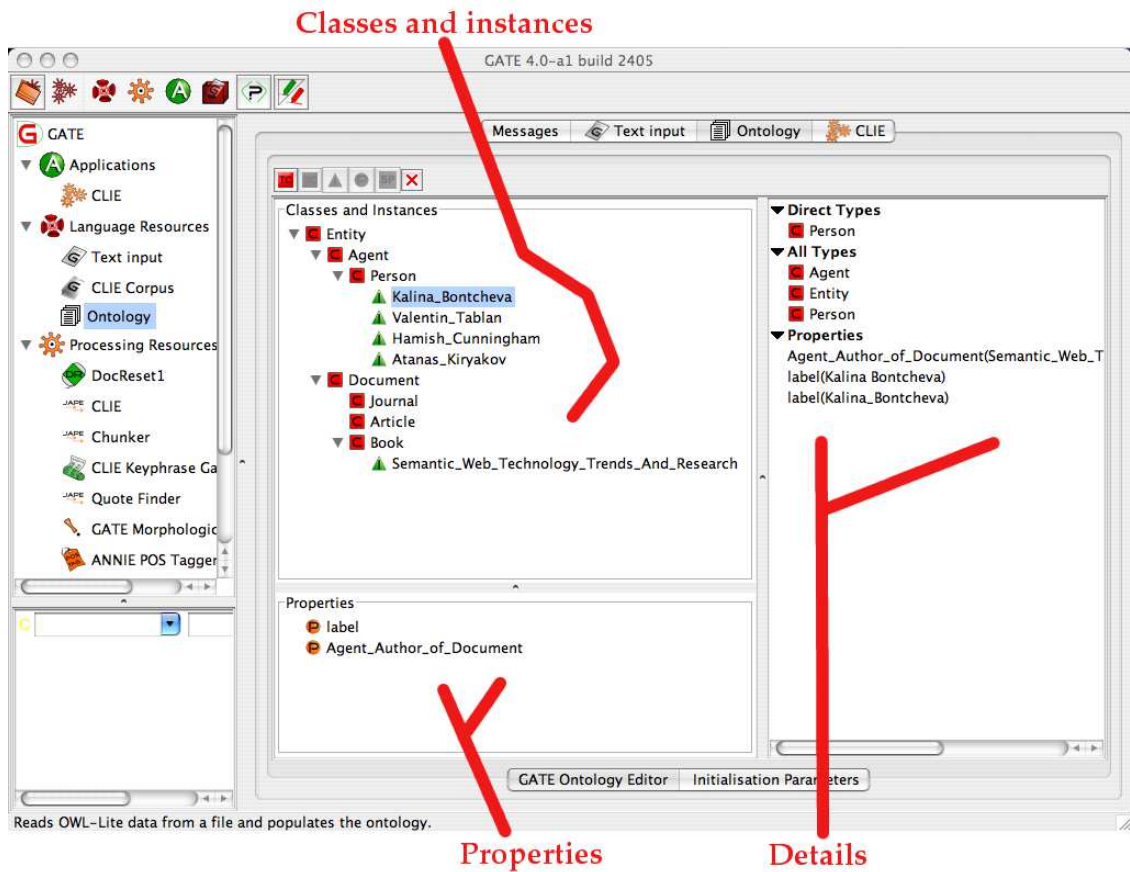 Classes and instances
GATE 4.0-a1 build 2405
GATE
Applications
CLIE
Language Resources
Text input
CLIE Corpus
Ontology
Processing Resources
DocReset1
CLIE
Chunker
CLIE Keyphrase Ga
Quote Finder
GATE Morphologic
ANNIE POS Tagger
Messages
Text input
Ontology
CLIE
Classes and Instances
Entity
Agent
Person
Kalina_Bontcheva
Valentin_Tablan
Hamish_Cunningham
Atanas_Kiryakov
Document
Journal
Article
Book
Semantic_Web_Technology_Trends_And_Research
Direct Types
Person
All Types
Agent
Entity
Person
Properties
Agent_Author_of_Document(Semantic_Web_T
label(Kalina Bontcheva)
label(Kalina_Bontcheva)
Properties
label
Agent_Author_of_Document
GATE Ontology Editor
Initialisation Parameters
Reads OWL-Lite data from a file and populates the ontology.
Properties
Details